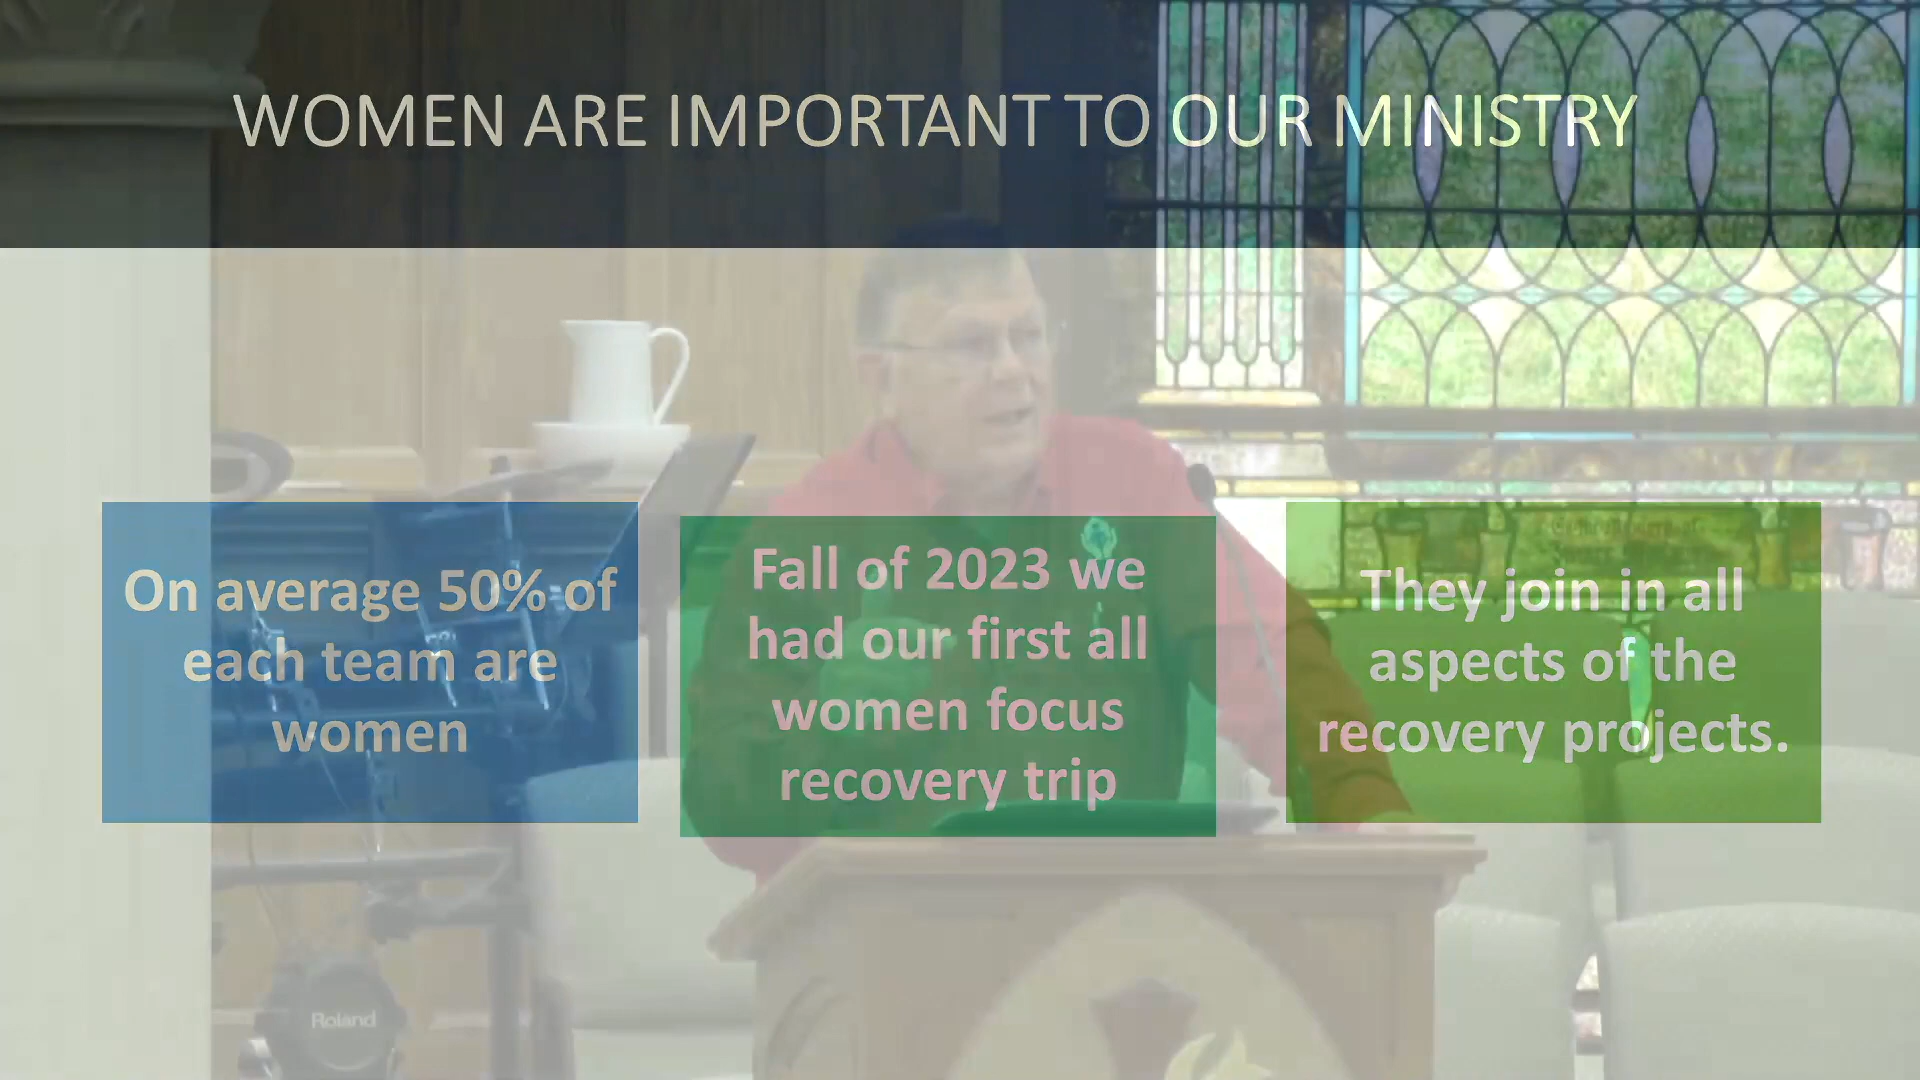 WOMEN ARE IMPORTANT TO OUR MINISTRY
On average 50% of
each team are
women
Fall of 2023 we
had our first all
women focus
recovery trip
They join in all
aspects of the
recovery projects.
Roland